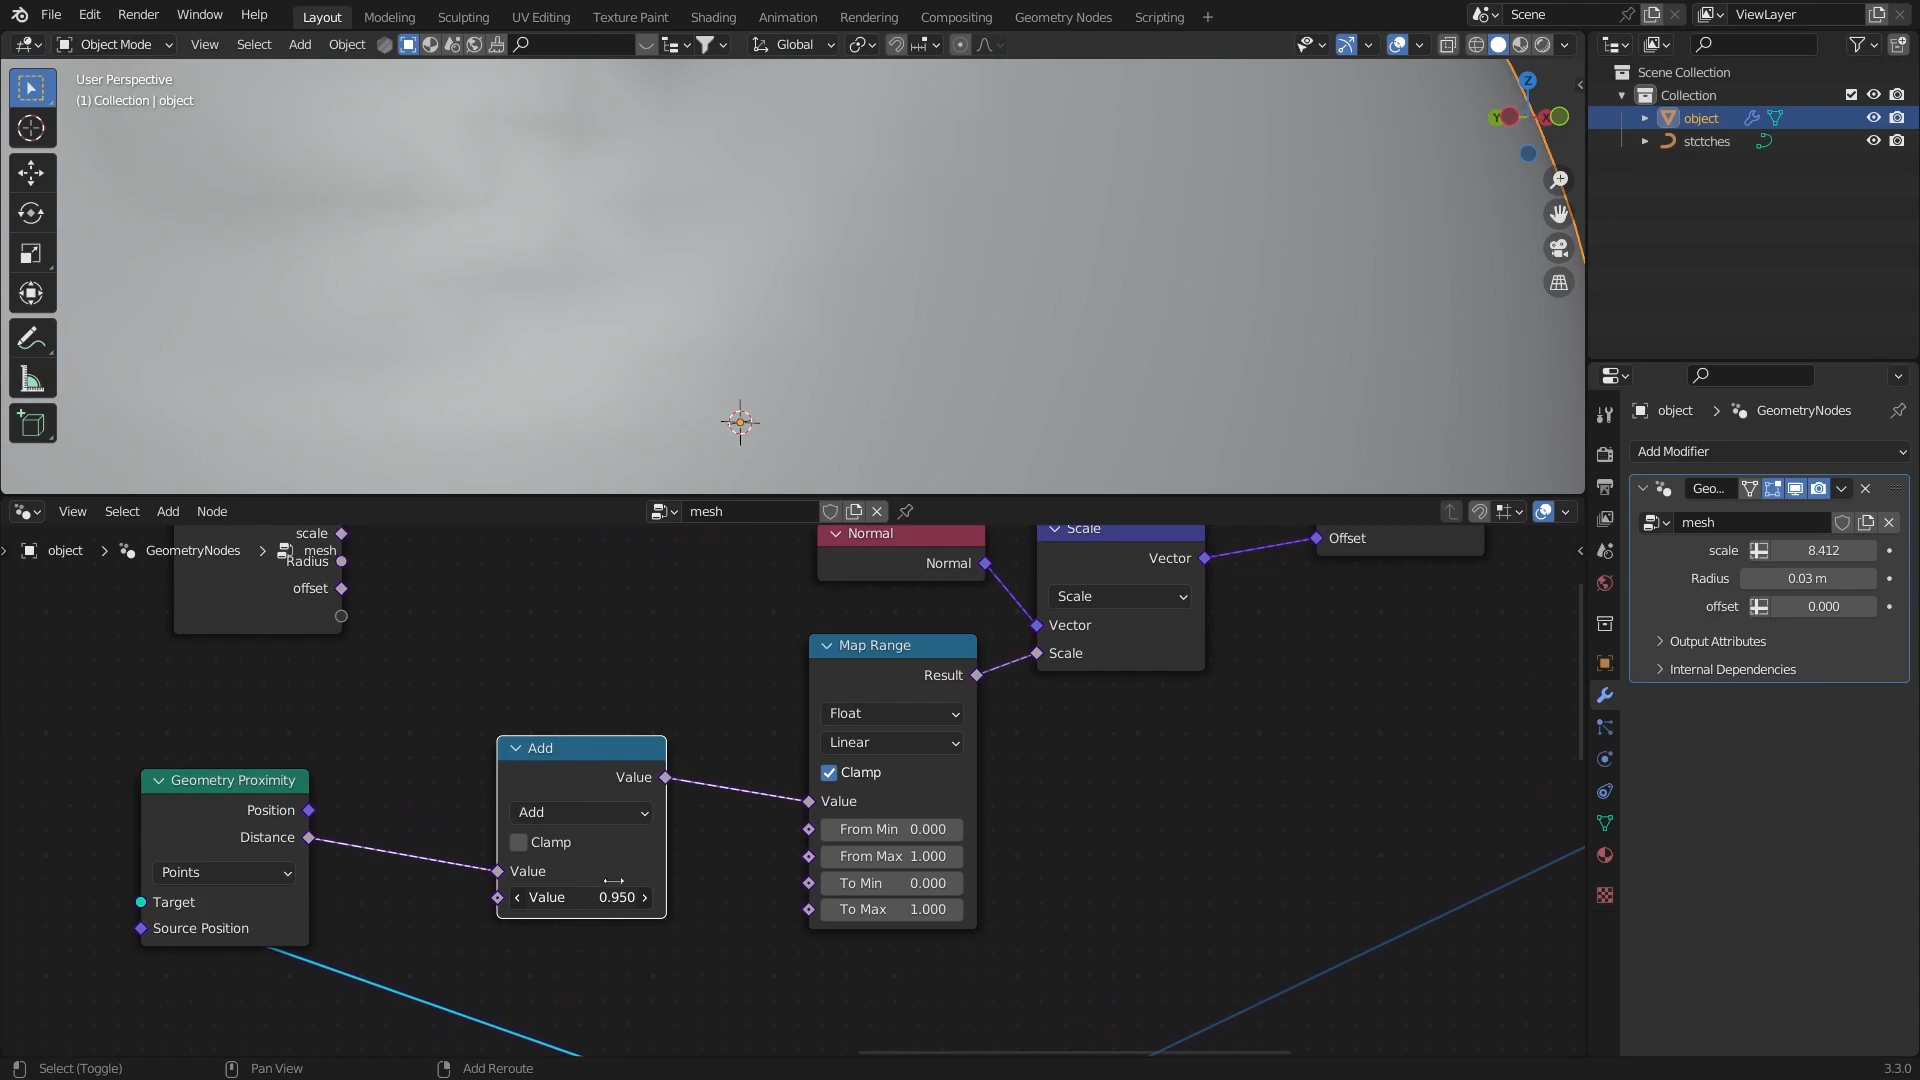 File Edit Render Window Help
Layout Modeling Sculpting UV Editing Texture Paint Shading Animation Rendering Compositing Geometry Nodes Scripting +
Scene
ViewLayer
Object Mode View Select Add Object
Global
User Perspective
(1) Collection | object
Z
Y
X
Scene Collection
Collection
object
stctches
object > GeometryNodes
Add Modifier
Geo...
mesh
scale 8.412
Radius 0.03 m
offset 0.000
Output Attributes
Internal Dependencies
View Select Add Node
mesh
object > GeometryNodes > mesh
scale
Radius
offset
Normal
Normal
Scale
Vector
Scale
Vector
Scale
Offset
Map Range
Result
Float
Linear
Clamp
Value
From Min 0.000
From Max 1.000
To Min 0.000
To Max 1.000
Add
Value
Add
Clamp
Value
Value 0.950
Geometry Proximity
Position
Distance
Points
Target
Source Position
Select (Toggle) Pan View Add Reroute
3.3.0